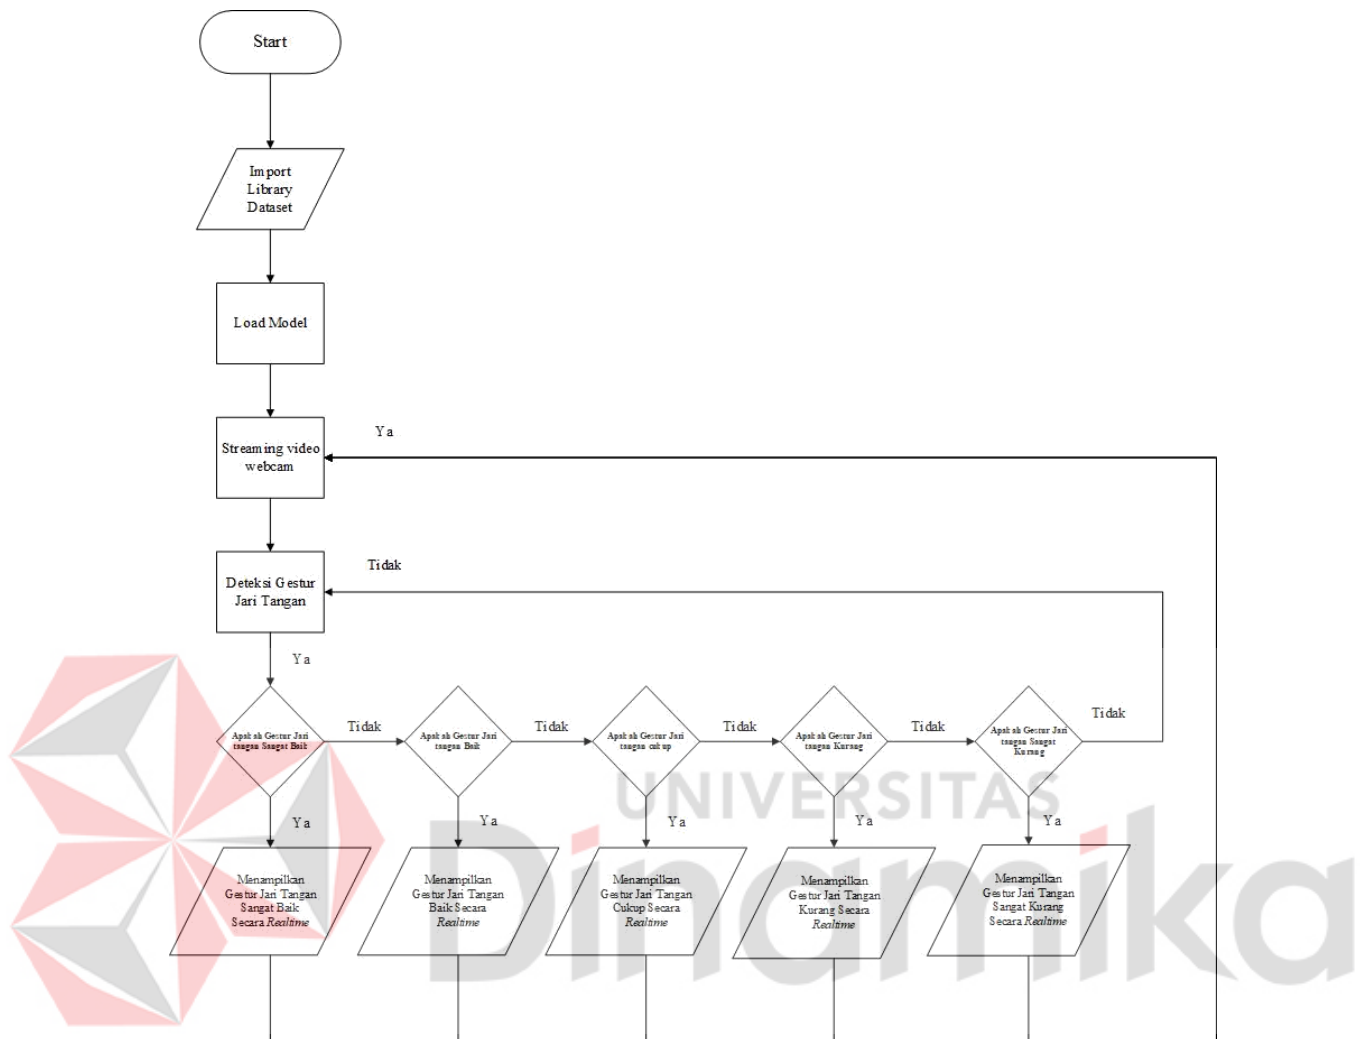 Start
Import
Library
Dataset
Load Model
Streaming video
webcam
Ya
Deteksi Gestur
Jari Tangan
Tidak
Ya
Apakah Gestur Jari
tangan Sangat Baik
Tidak
Apakah Gestur Jari
tangan Baik
Tidak
Apakah Gestur Jari
tangan cukup
Tidak
Apakah Gestur Jari
tangan Kurang
Tidak
Apakah Gestur Jari
tangan Sangat
Kurang
Tidak
Ya
Ya
Ya
Ya
Ya
Menampilkan
Gestur Jari Tangan
Sangat Baik
Secara Realtime
Menampilkan
Gestur Jari Tangan
Baik Secara
Realtime
Menampilkan
Gestur Jari Tangan
Cukup Secara
Realtime
Menampilkan
Gestur Jari Tangan
Kurang Secara
Realtime
Menampilkan
Gestur Jari Tangan
Sangat Kurang
Secara Realtime
UNIVERSITAS
Dinamika